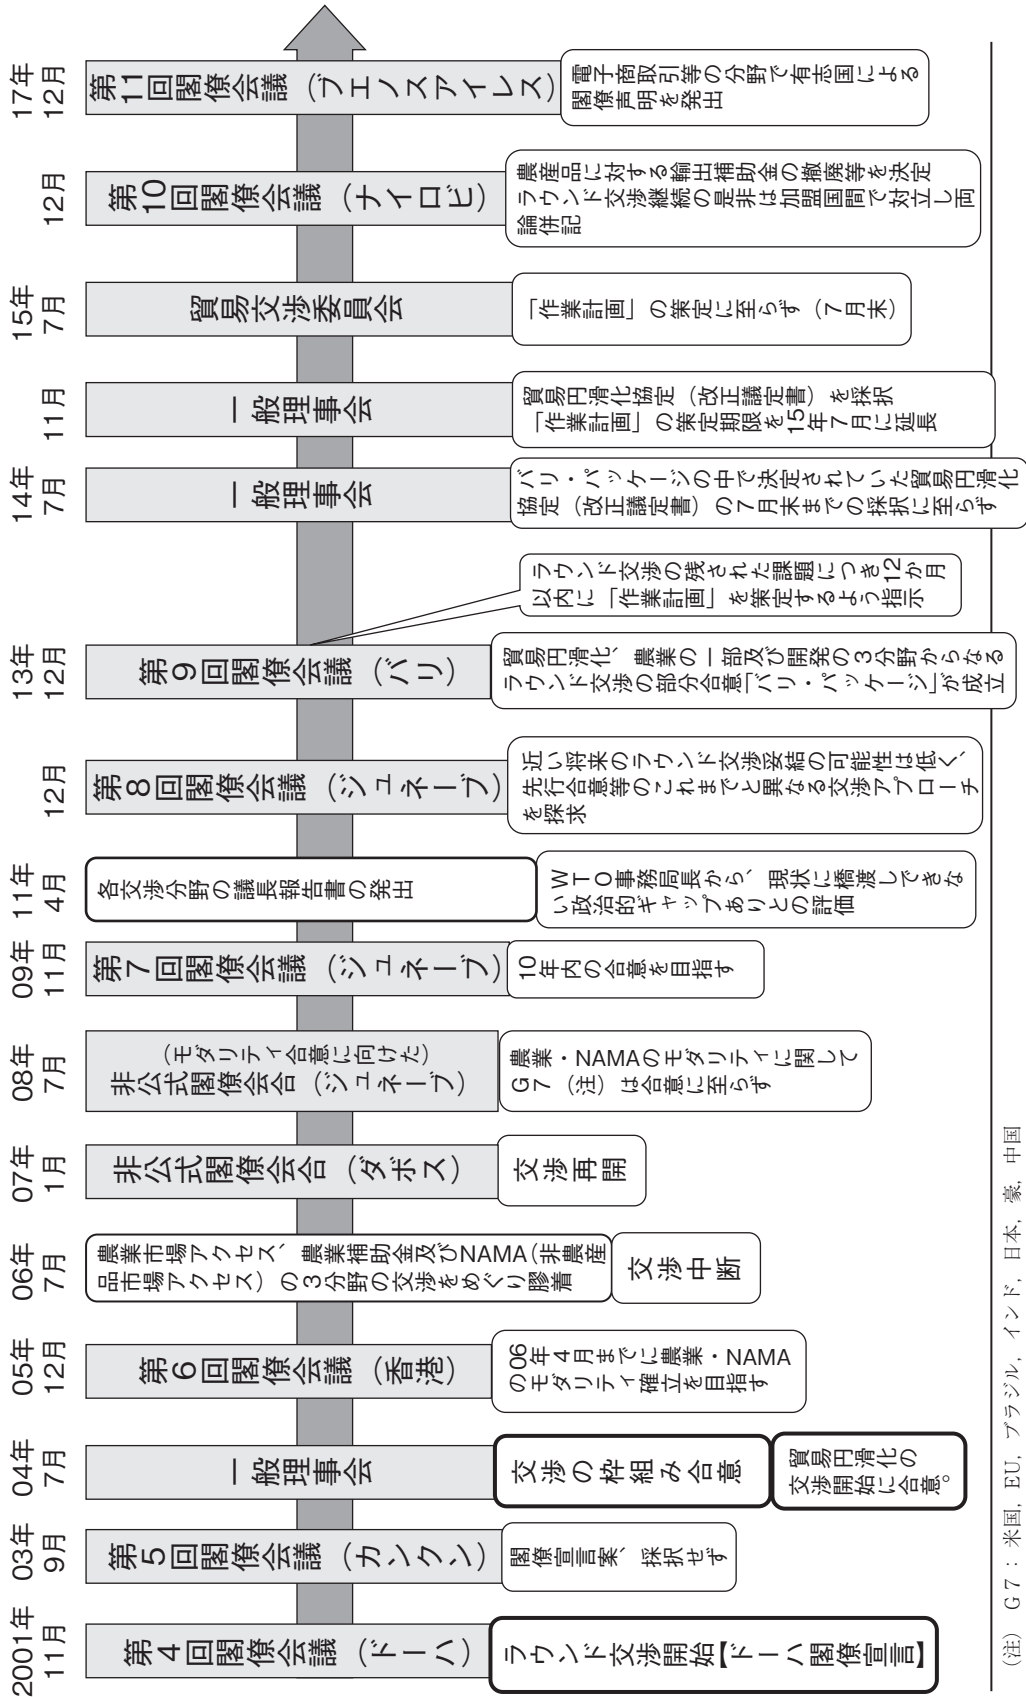 2001年
11月
第4回閣僚会議（ドーハ）
ラウンド交渉開始【ドーハ閣僚宣言】
03年
9月
第5回閣僚会議（カンクン）
閣僚宣言案、採択せず
04年
7月
一般理事会
交渉の枠組み合意
貿易円滑化の
交渉開始に合意。
05年
12月
第6回閣僚会議（香港）
06年4月までに農業・NAMA
のモダリティ確立を目指す
06年
7月
農業市場アクセス、農業補助金及びNAMA（非農産
品市場アクセス）の3分野の交渉をめぐり膠着
交渉中断
07年
1月
非公式閣僚会合（ダボス）
交渉再開
08年
7月
（モダリティ合意に向けた）
非公式閣僚会合（ジュネーブ）
農業・NAMAのモダリティに関して
G7（注）は合意に至らず
09年
11月
第7回閣僚会議（ジュネーブ）
10年内の合意を目指す
11年
4月
各交渉分野の議長報告書の発出
WTO事務局長から、現状に橋渡しできな
い政治的ギャップありとの評価
12月
第8回閣僚会議（ジュネーブ）
近い将来のラウンド交渉妥結の可能性は低く、
先行合意等のこれまでと異なる交渉アプローチ
を探求
13年
12月
第9回閣僚会議（バリ）
貿易円滑化、農業の一部及び開発の3分野からなる
ラウンド交渉の部分合意「バリ・パッケージ」が成立
ラウンド交渉の残された課題につき12か月
以内に「作業計画」を策定するよう指示
14年
7月
一般理事会
バリ・パッケージの中で決定されていた貿易円滑化
協定（改正議定書）の7月末までの採択に至らず
11月
一般理事会
貿易円滑化協定（改正議定書）を採択
「作業計画」の策定期限を15年7月に延長
15年
7月
貿易交渉委員会
「作業計画」の策定に至らず（7月末）
12月
第10回閣僚会議（ナイロビ）
農産品に対する輸出補助金の撤廃等を決定
ラウンド交渉継続の是非は加盟国間で対立し両
論併記
17年
12月
第11回閣僚会議（ブエノスアイレス）
電子商取引等の分野で有志国による
閣僚声明を発出
（注） G7：米国, EU, ブラジル, インド, 日本, 豪, 中国